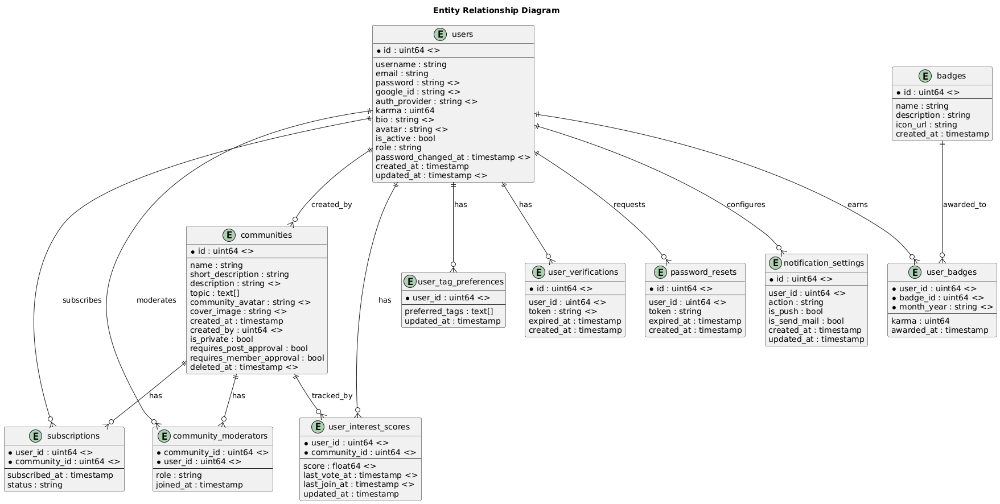 Entity Relationship Diagram
E users
* id : uint64 <>
username : string
email : string
password : string <>
google_id : string <>
auth_provider : string <>
karma : uint64
bio : string <>
avatar : string <>
is_active : bool
role : string
password_changed_at : timestamp <>
created_at : timestamp
updated_at : timestamp <>
E badges
* id : uint64 <>
name : string
description : string
icon_url : string
created_at : timestamp
created_by
has
has
requests
configures
earns
awarded_to
E communities
* id : uint64 <>
name : string
short_description : string
description : string <>
topic : text[]
community_avatar : string <>
cover_image : string <>
created_at : timestamp
created_by : uint64 <>
is_private : bool
requires_post_approval : bool
requires_member_approval : bool
deleted_at : timestamp <>
E user_tag_preferences
* user_id : uint64 <>
preferred_tags : text[]
updated_at : timestamp
E user_verifications
* id : uint64 <>
user_id : uint64 <>
token : string <>
expired_at : timestamp
created_at : timestamp
E password_resets
* id : uint64 <>
user_id : uint64 <>
token : string
expired_at : timestamp
created_at : timestamp
E notification_settings
* id : uint64 <>
user_id : uint64 <>
action : string
is_push : bool
is_send_mail : bool
created_at : timestamp
updated_at : timestamp
E user_badges
* user_id : uint64 <>
* badge_id : uint64 <>
* month_year : string <>
karma : uint64
awarded_at : timestamp
subscribes
moderates
has
has
has
tracked_by
E subscriptions
* user_id : uint64 <>
* community_id : uint64 <>
subscribed_at : timestamp
status : string
E community_moderators
* community_id : uint64 <>
* user_id : uint64 <>
role : string
joined_at : timestamp
E user_interest_scores
* user_id : uint64 <>
* community_id : uint64 <>
score : float64 <>
last_vote_at : timestamp <>
last_join_at : timestamp <>
updated_at : timestamp